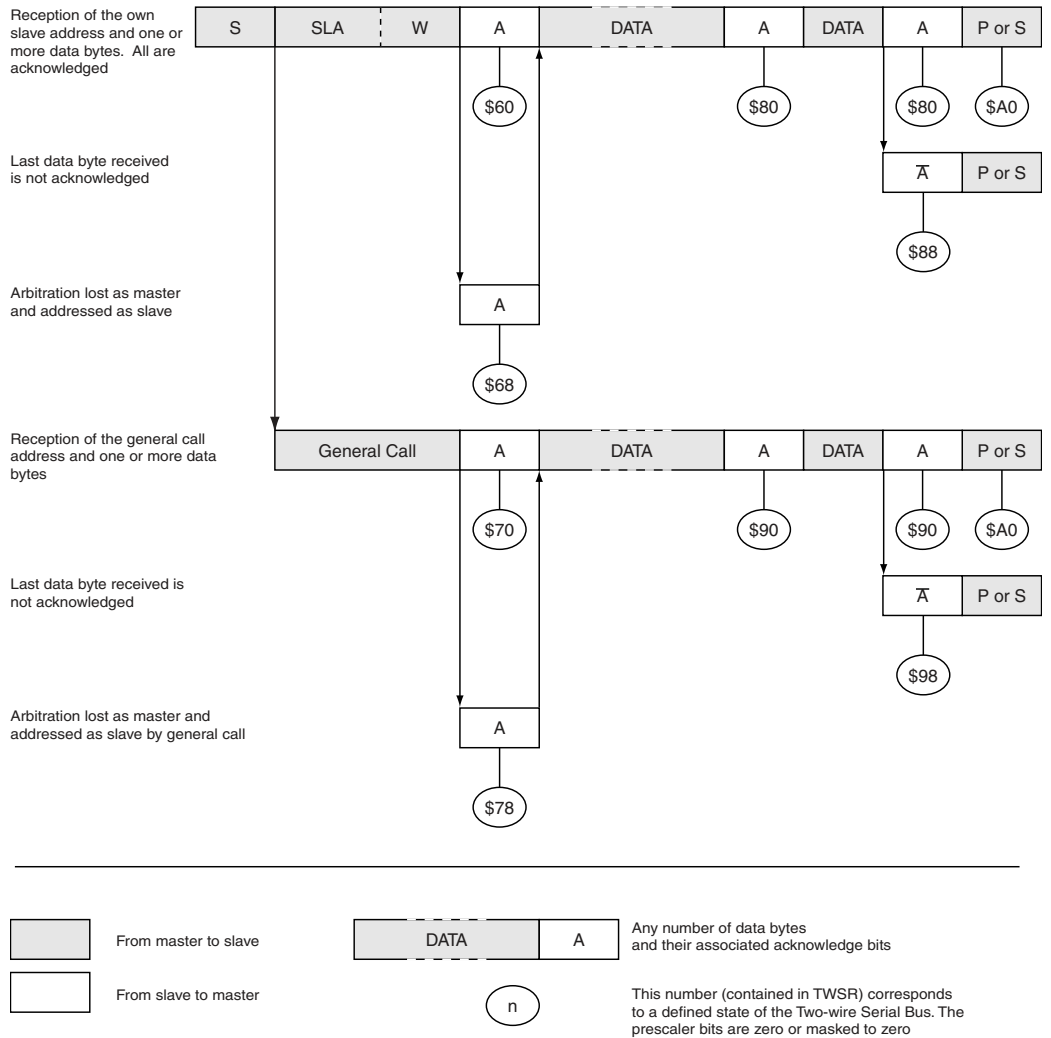 Reception of the own
slave address and one or
more data bytes. All are
acknowledged
S SLA W A DATA A DATA A P or S
$60 $80 $80 $A0
Last data byte received
is not acknowledged
A̅ P or S
$88
Arbitration lost as master
and addressed as slave
A
$68
Reception of the general call
address and one or more data
bytes
General Call A DATA A DATA A P or S
$70 $90 $90 $A0
Last data byte received is
not acknowledged
A̅ P or S
$98
Arbitration lost as master and
addressed as slave by general call
A
$78
From master to slave
DATA A
Any number of data bytes
and their associated acknowledge bits
From slave to master
n
This number (contained in TWSR) corresponds
to a defined state of the Two-wire Serial Bus. The
prescaler bits are zero or masked to zero